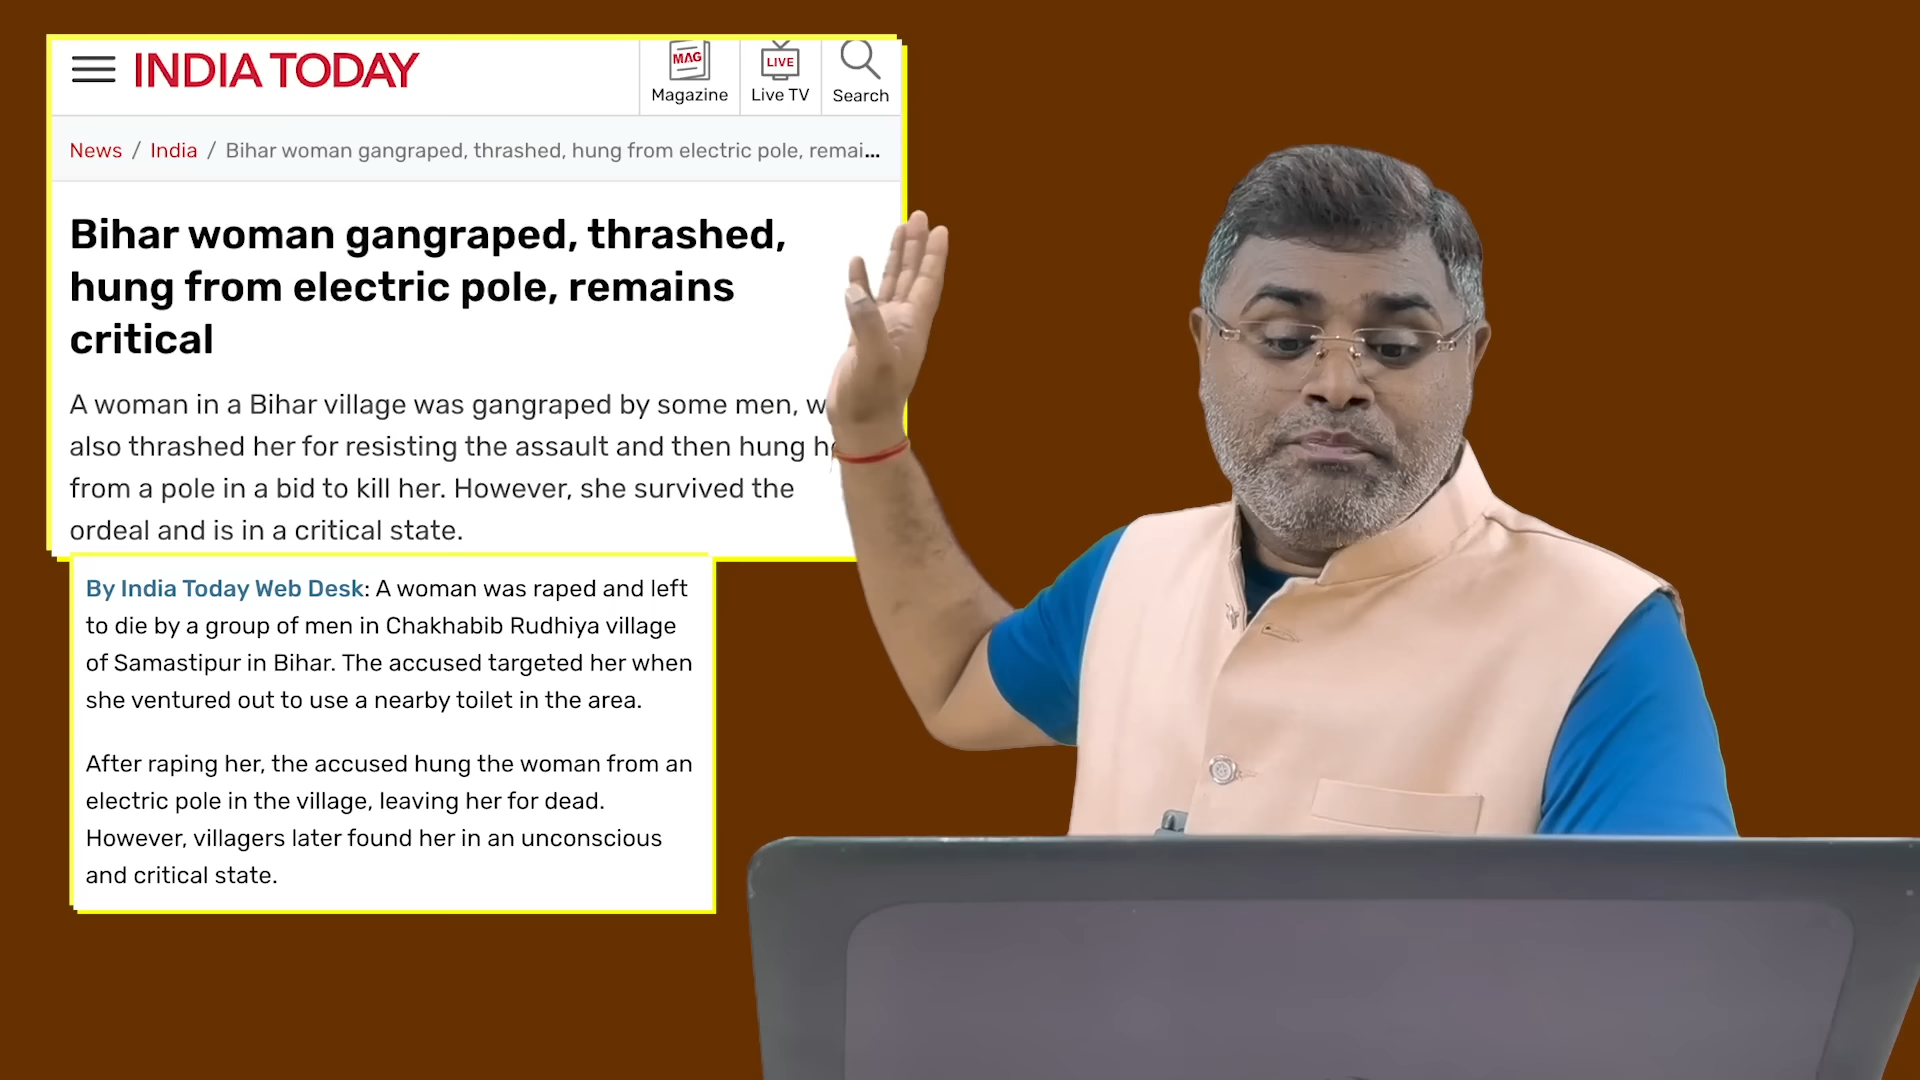 INDIA TODAY
MAG
Magazine
LIVE
Live TV
Search
News / India / Bihar woman gangraped, thrashed, hung from electric pole, remai...
Bihar woman gangraped, thrashed,
hung from electric pole, remains
critical
A woman in a Bihar village was gangraped by some men,
also thrashed her for resisting the assault and then hung
from a pole in a bid to kill her. However, she survived the
ordeal and is in a critical state.
By India Today Web Desk: A woman was raped and left
to die by a group of men in Chakhabib Rudhiya village
of Samastipur in Bihar. The accused targeted her when
she ventured out to use a nearby toilet in the area.
After raping her, the accused hung the woman from an
electric pole in the village, leaving her for dead.
However, villagers later found her in an unconscious
and critical state.